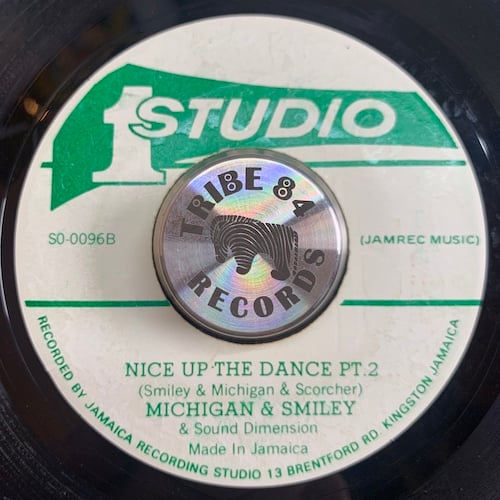 1 STUDIO
TRIBE 84
RECORDS
SO-0096B
(JAMREC MUSIC)
NICE UP THE DANCE PT.2
(Smiley & Michigan & Scorcher)
MICHIGAN & SMILEY
& Sound Dimension
Made In Jamaica
RECORDED BY JAMAICA RECORDING STUDIO 13 BRENTFORD RD. KINGSTON JAMAICA